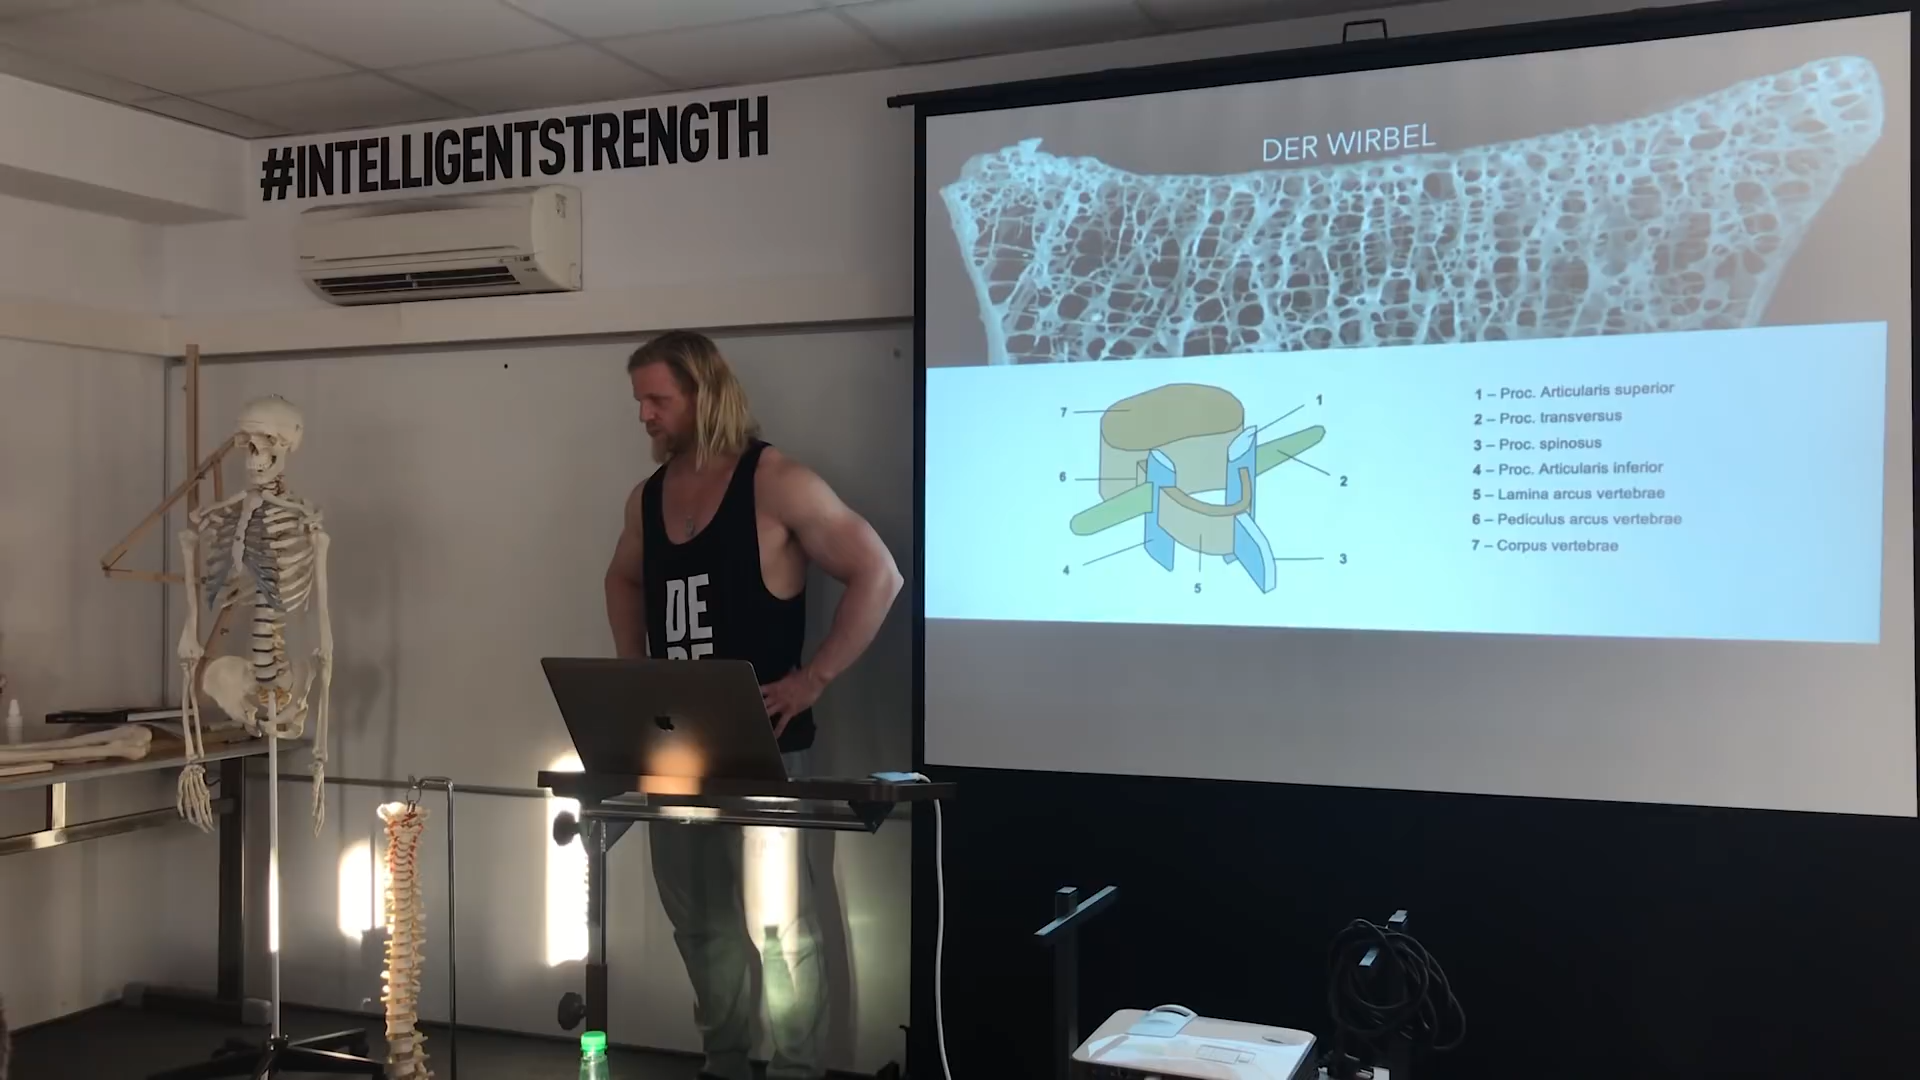 #INTELLIGENTSTRENGTH
DER WIRBEL
7
1
6
2
4
5
3
1 – Proc. Articularis superior
2 – Proc. transversus
3 – Proc. spinosus
4 – Proc. Articularis inferior
5 – Lamina arcus vertebrae
6 – Pediculus arcus vertebrae
7 – Corpus vertebrae
DE